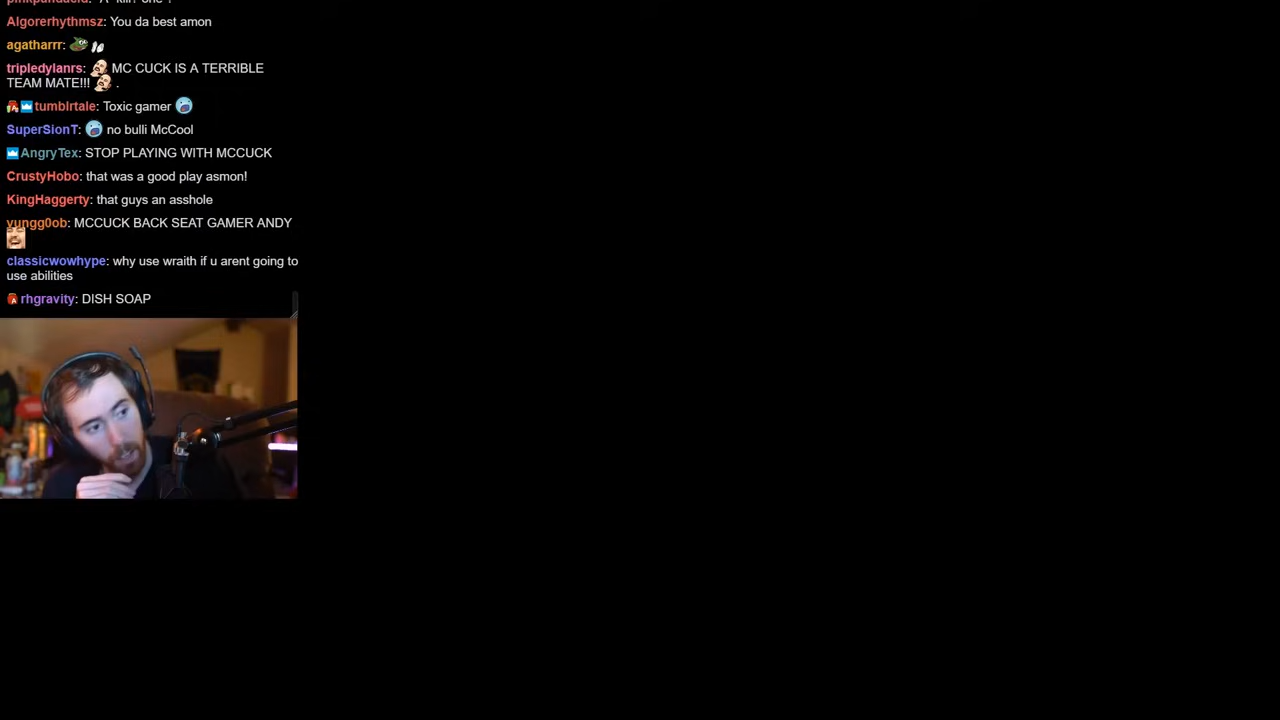 Algorerhythmsz: You da best amon
agatharrr:
tripledylanrs: MC CUCK IS A TERRIBLE
TEAM MATE!!! .
tumblrtale: Toxic gamer
SuperSionT: no bulli McCool
AngryTex: STOP PLAYING WITH MCCUCK
CrustyHobo: that was a good play asmon!
KingHaggerty: that guys an asshole
yungg0ob: MCCUCK BACK SEAT GAMER ANDY
classicwowhype: why use wraith if u arent going to
use abilities
rhgravity: DISH SOAP